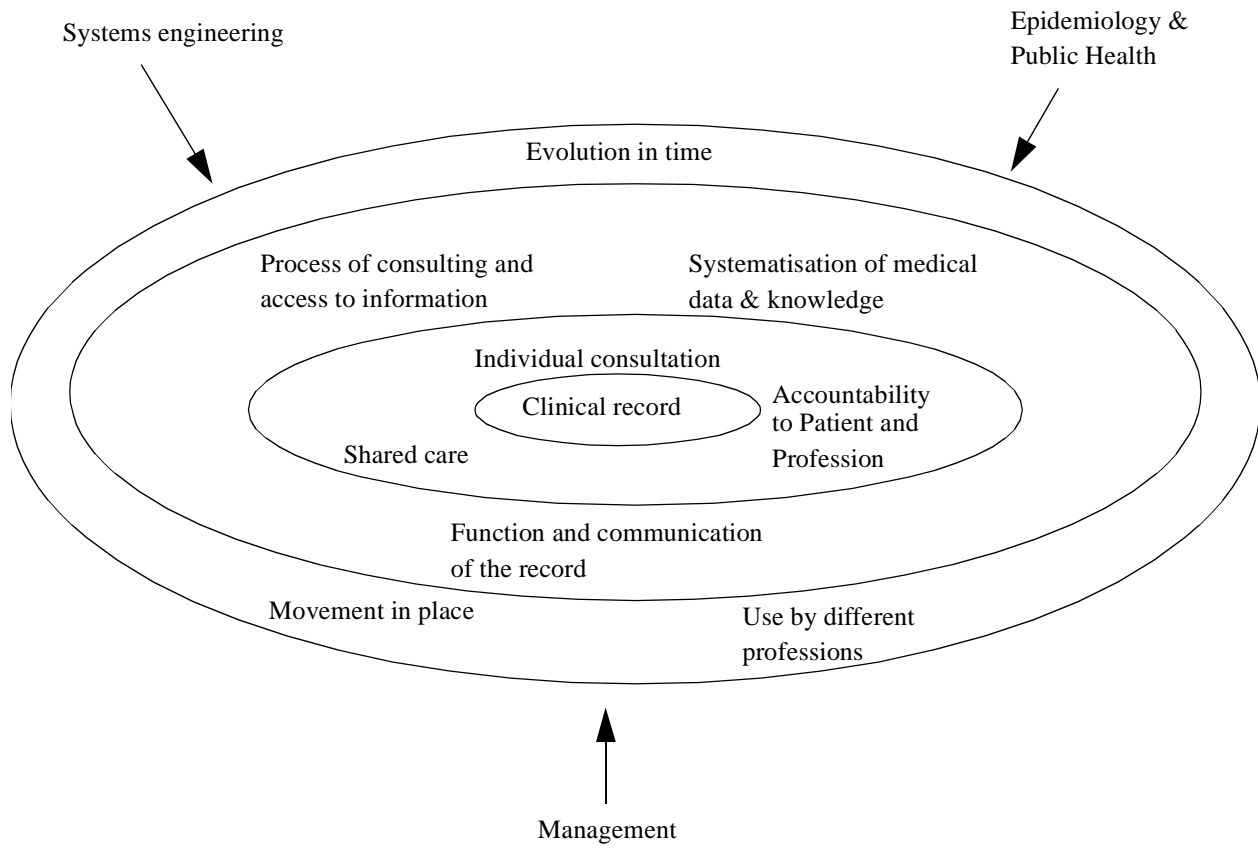 Systems engineering
Epidemiology &
Public Health
Evolution in time
Process of consulting and
access to information
Systematisation of medical
data & knowledge
Individual consultation
Clinical record
Accountability
to Patient and
Profession
Shared care
Function and communication
of the record
Movement in place
Use by different
professions
Management